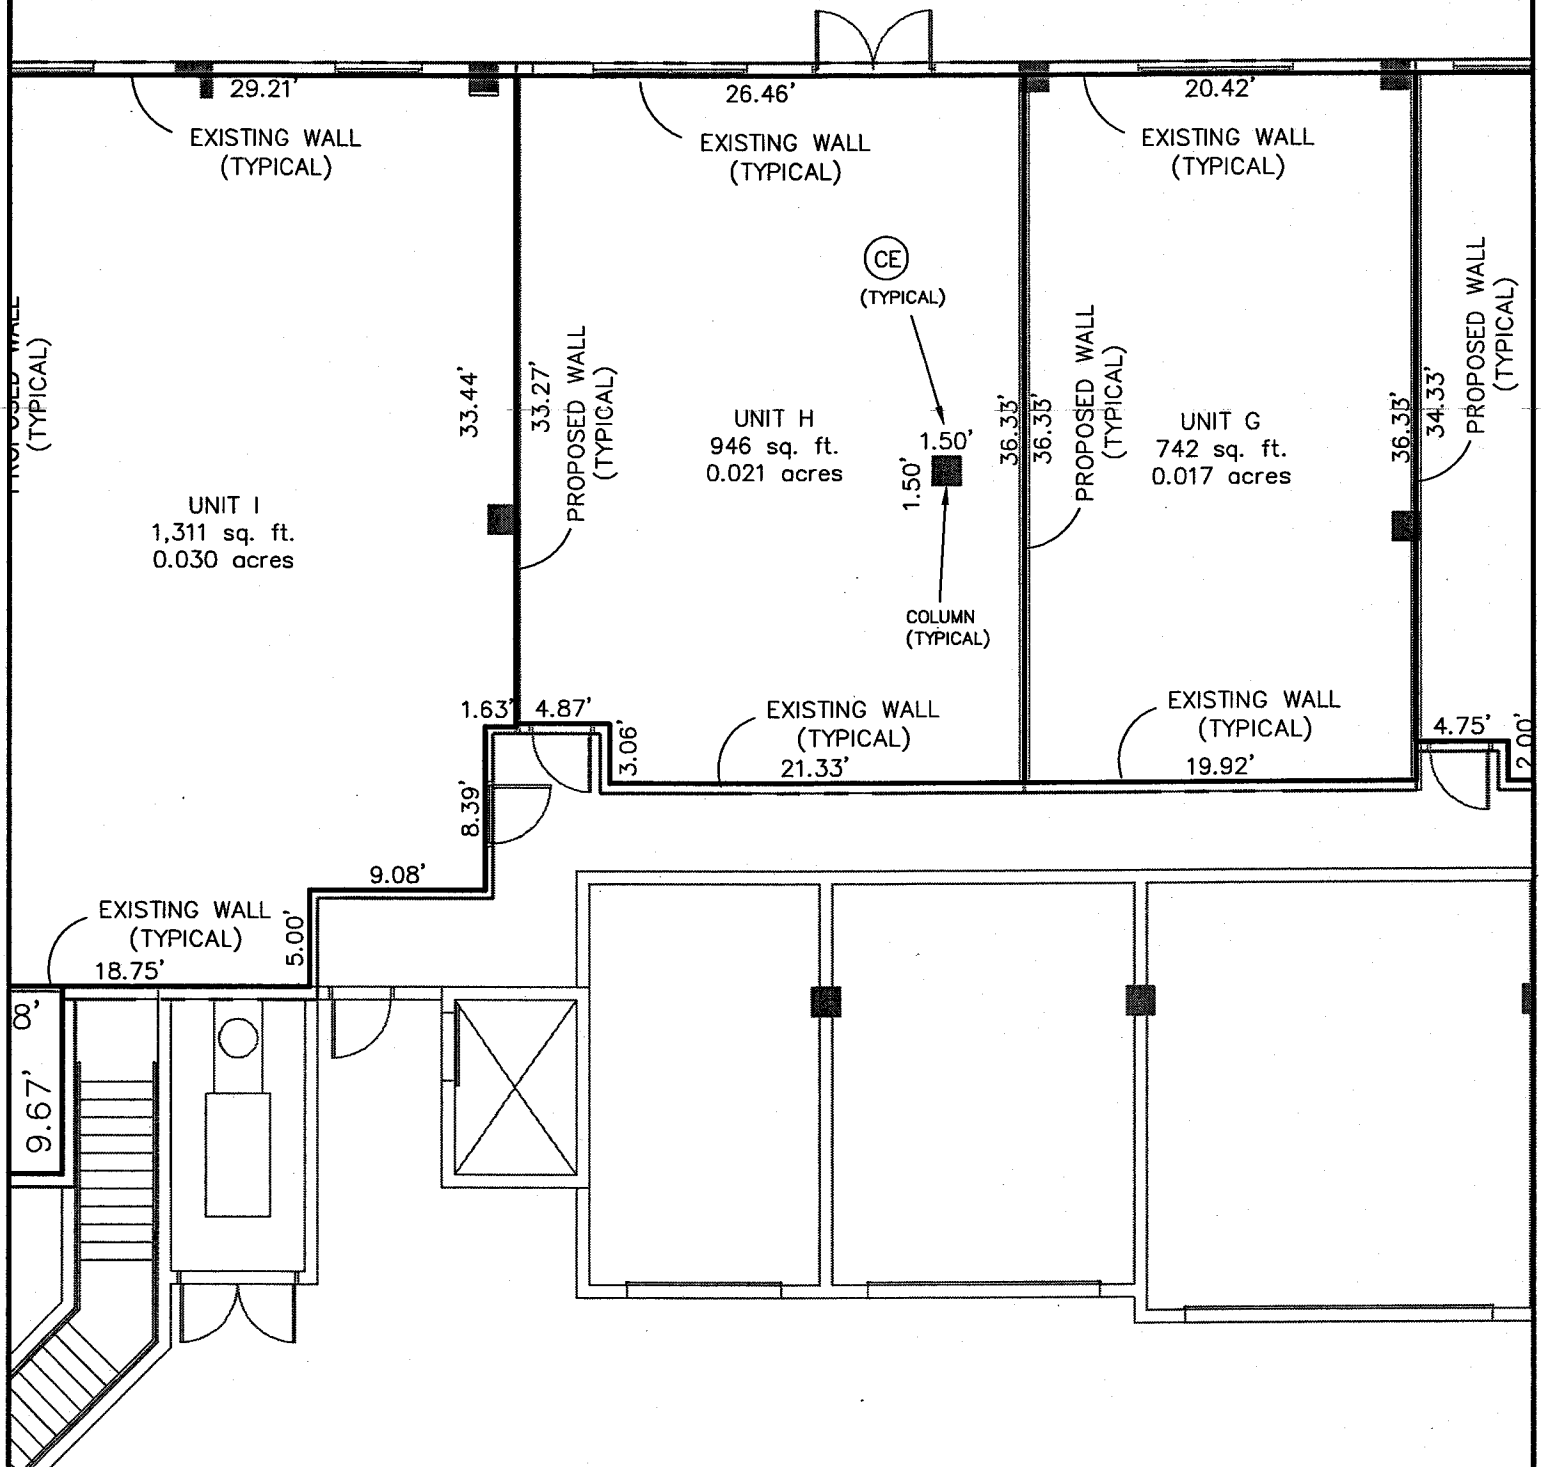 29.21'
26.46'
20.42'
EXISTING WALL
(TYPICAL)
EXISTING WALL
(TYPICAL)
EXISTING WALL
(TYPICAL)
CE
(TYPICAL)
PROPOSED WALL
(TYPICAL)
33.44'
33.27'
PROPOSED WALL
(TYPICAL)
36.33'
36.33'
PROPOSED WALL
(TYPICAL)
36.33'
34.33'
PROPOSED WALL
(TYPICAL)
UNIT H
946 sq. ft.
0.021 acres
1.50'
1.50'
UNIT G
742 sq. ft.
0.017 acres
UNIT I
1,311 sq. ft.
0.030 acres
COLUMN
(TYPICAL)
1.63'
4.87'
3.06'
EXISTING WALL
(TYPICAL)
21.33'
EXISTING WALL
(TYPICAL)
19.92'
4.75'
2.00'
8.39'
9.08'
EXISTING WALL
(TYPICAL)
5.00'
18.75'
8'
9.67'